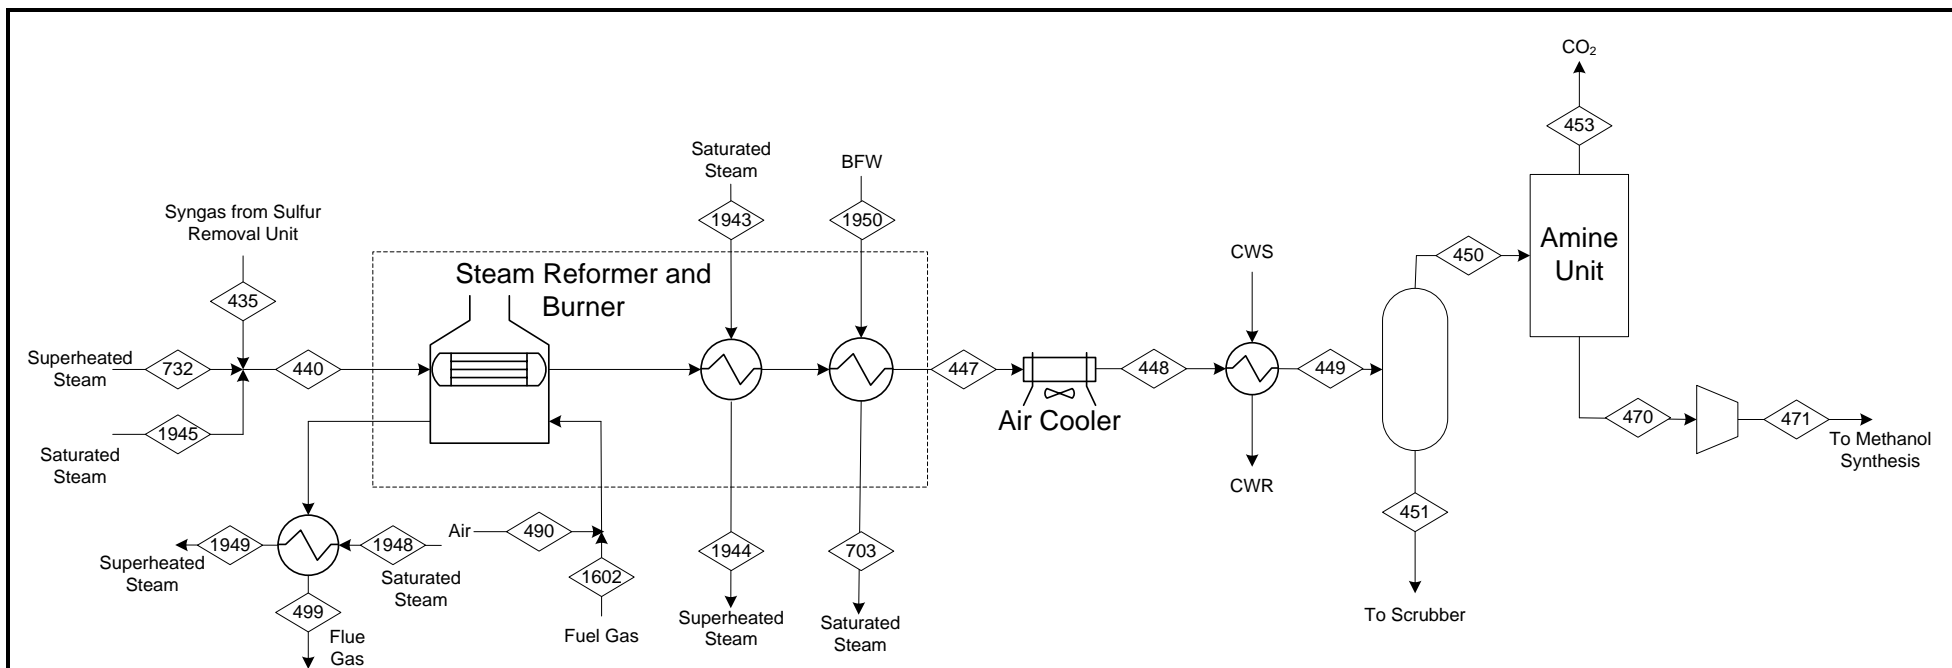 CO₂
453
Saturated
Steam
BFW
1943
1950
Syngas from Sulfur
Removal Unit
435
Steam Reformer and
Burner
CWS
450
Amine
Unit
Superheated
Steam
732
440
447
448
449
Air Cooler
470
471
To Methanol
Synthesis
1945
Saturated
Steam
CWR
451
Air
490
1949
1948
Superheated
Steam
Saturated
Steam
1944
703
1602
499
Flue
Gas
Fuel Gas
Superheated
Steam
Saturated
Steam
To Scrubber